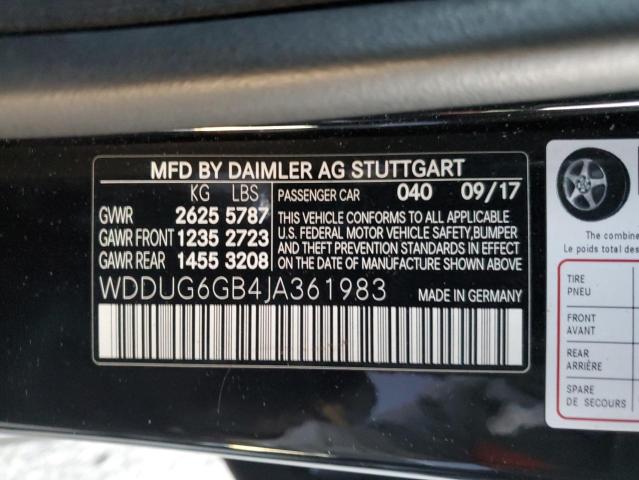 MFD BY DAIMLER AG STUTTGART
KG LBS PASSENGER CAR 040 09/17
GVWR 2625 5787
GAWR FRONT 1235 2723
GAWR REAR 1455 3208
THIS VEHICLE CONFORMS TO ALL APPLICABLE
U.S. FEDERAL MOTOR VEHICLE SAFETY,BUMPER
AND THEFT PREVENTION STANDARDS IN EFFECT
ON THE DATE OF MANUFACTURE SHOWN ABOVE
WDDUG6GB4JA361983 MADE IN GERMANY
The combine
Le poids total des
TIRE
PNEU
FRONT
AVANT
REAR
ARRIÈRE
SPARE
DE SECOURS